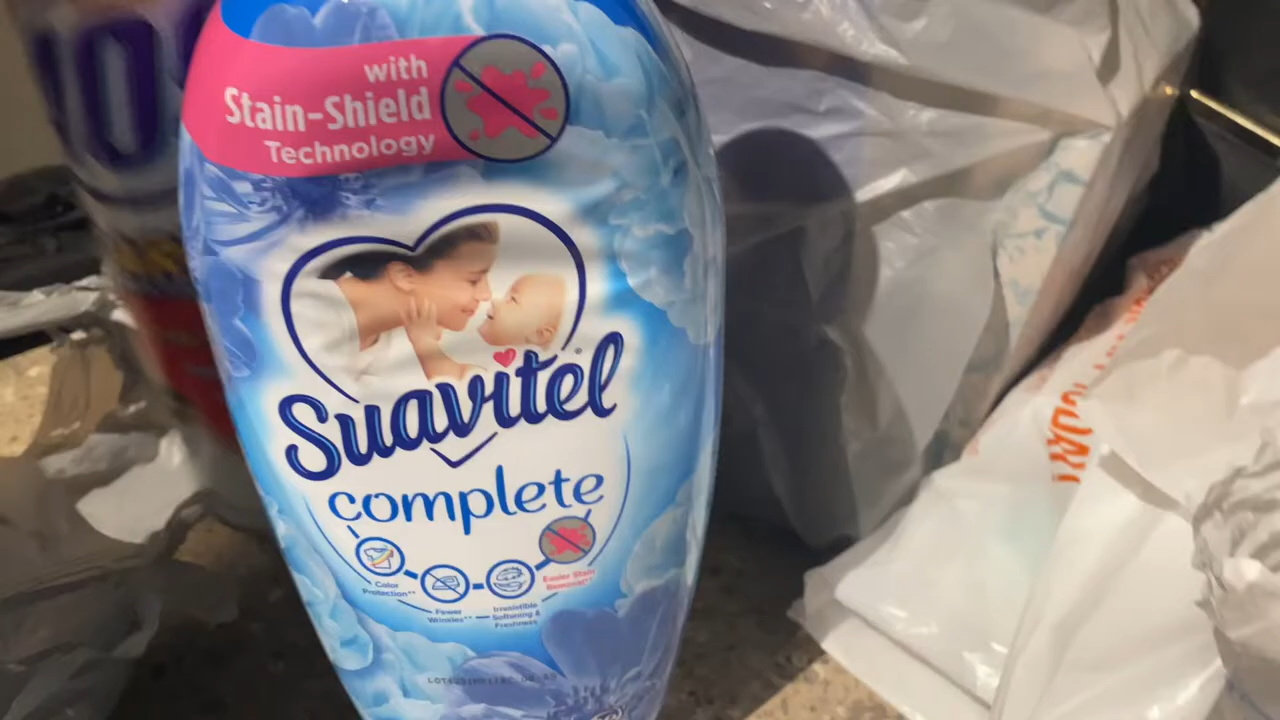 with
Stain-Shield
Technology
Suavitel®
complete
Color
Protection**
Fewer
Wrinkles**
Irresistible
Softening &
Freshness
Easier Stain
Removal